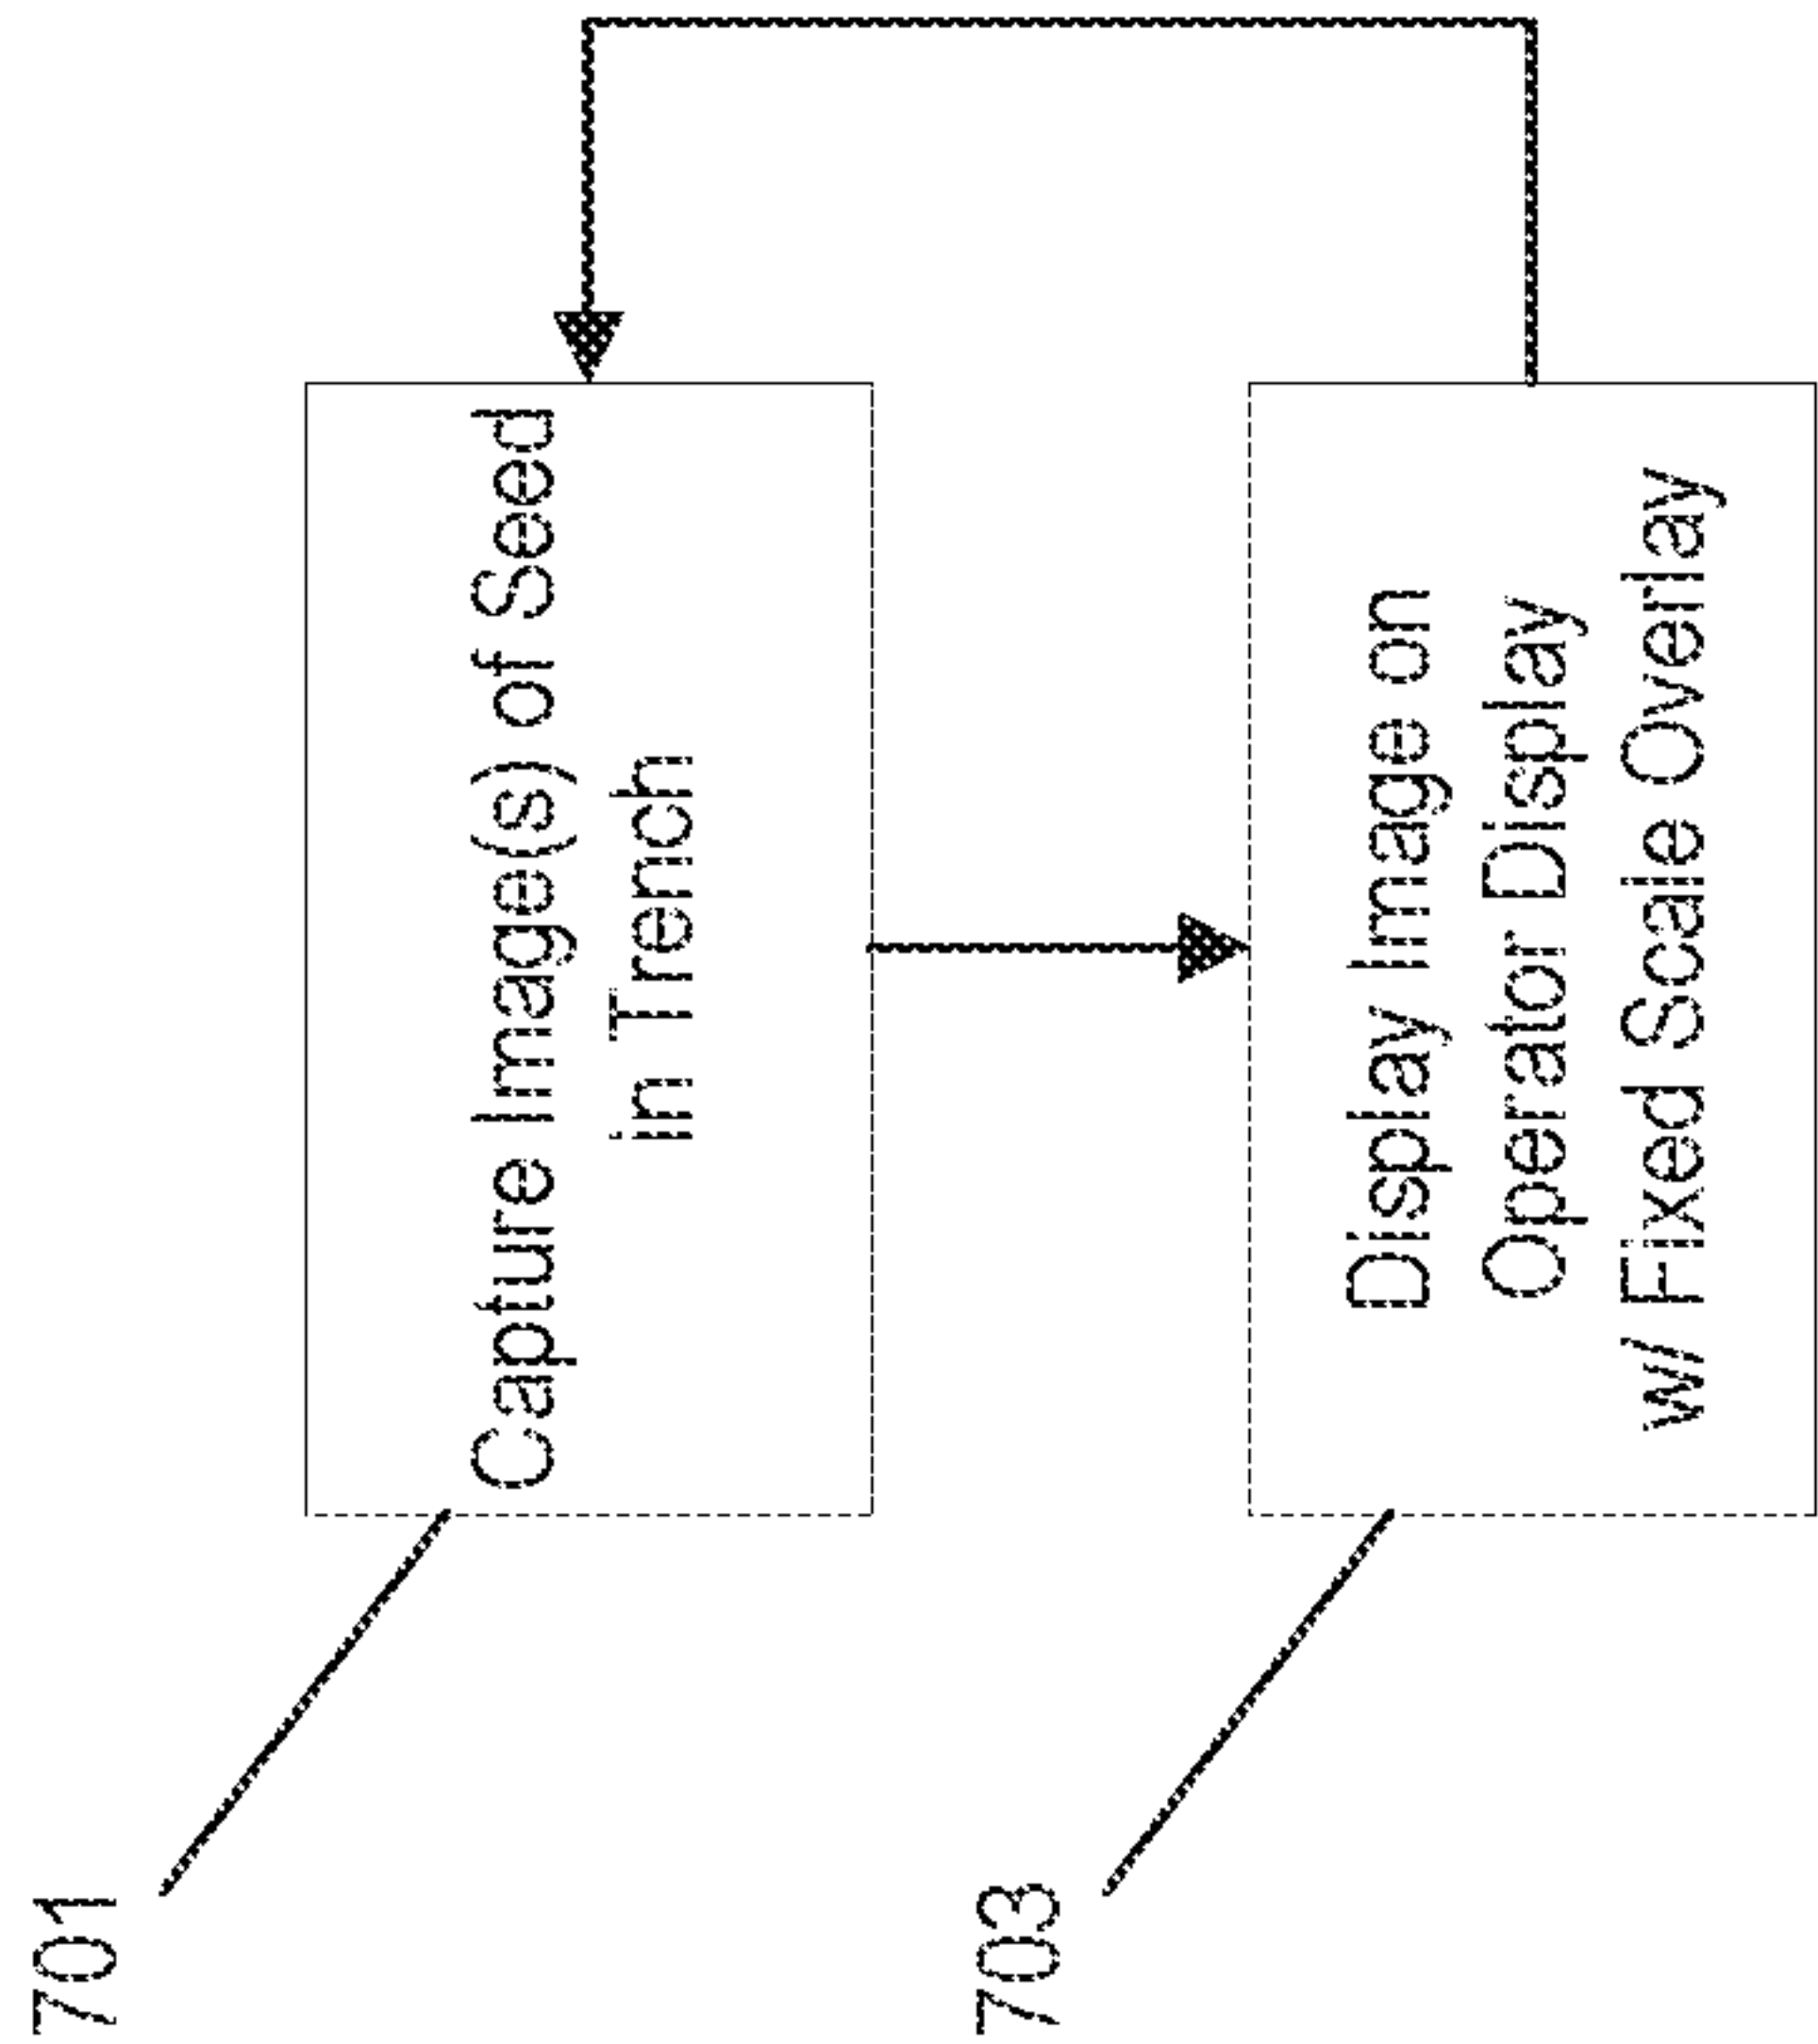 701
Capture Image(s) of Seed
in Trench
703
Display Image on
Operator Display
w/ Fixed Scale Overlay